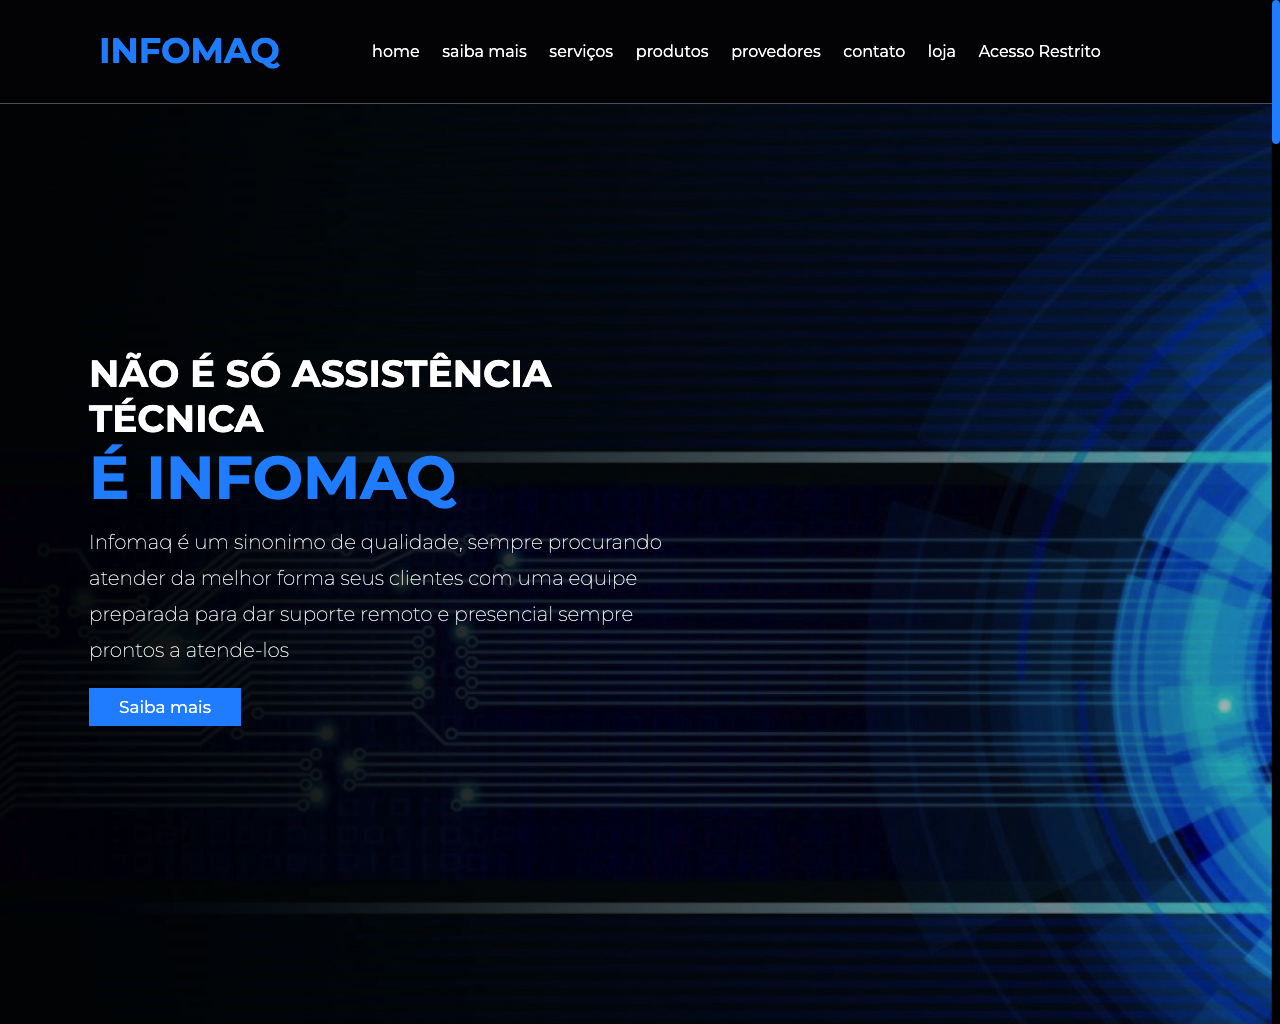 INFOMAQ
home saiba mais serviços produtos provedores contato loja Acesso Restrito
NÃO É SÓ ASSISTÊNCIA
TÉCNICA
É INFOMAQ
Infomaq é um sinonimo de qualidade, sempre procurando
atender da melhor forma seus clientes com uma equipe
preparada para dar suporte remoto e presencial sempre
prontos a atende-los
Saiba mais